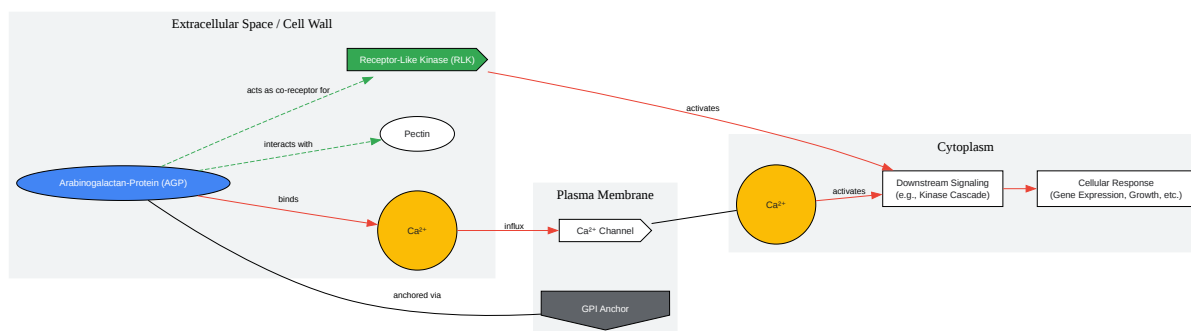 Extracellular Space / Cell Wall
Receptor-Like Kinase (RLK)
acts as co-receptor for
activates
Pectin
interacts with
Cytoplasm
Arabinogalactan-Protein (AGP)
binds
Ca²⁺
influx
Plasma Membrane
Ca²⁺ Channel
Ca²⁺
activates
Downstream Signaling
(e.g., Kinase Cascade)
Cellular Response
(Gene Expression, Growth, etc.)
anchored via
GPI Anchor